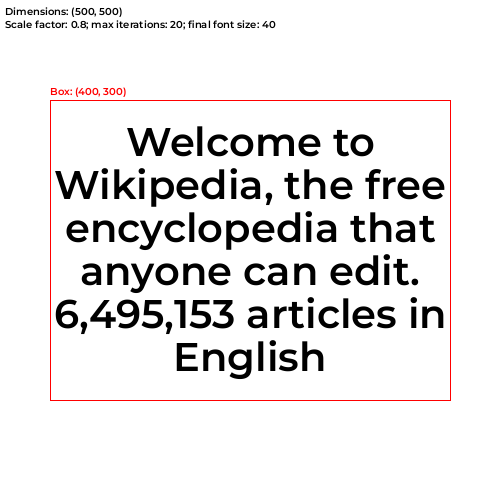 Dimensions: (500, 500)
Scale factor: 0.8; max iterations: 20; final font size: 40
Box: (400, 300)
Welcome to
Wikipedia, the free
encyclopedia that
anyone can edit.
6,495,153 articles in
English